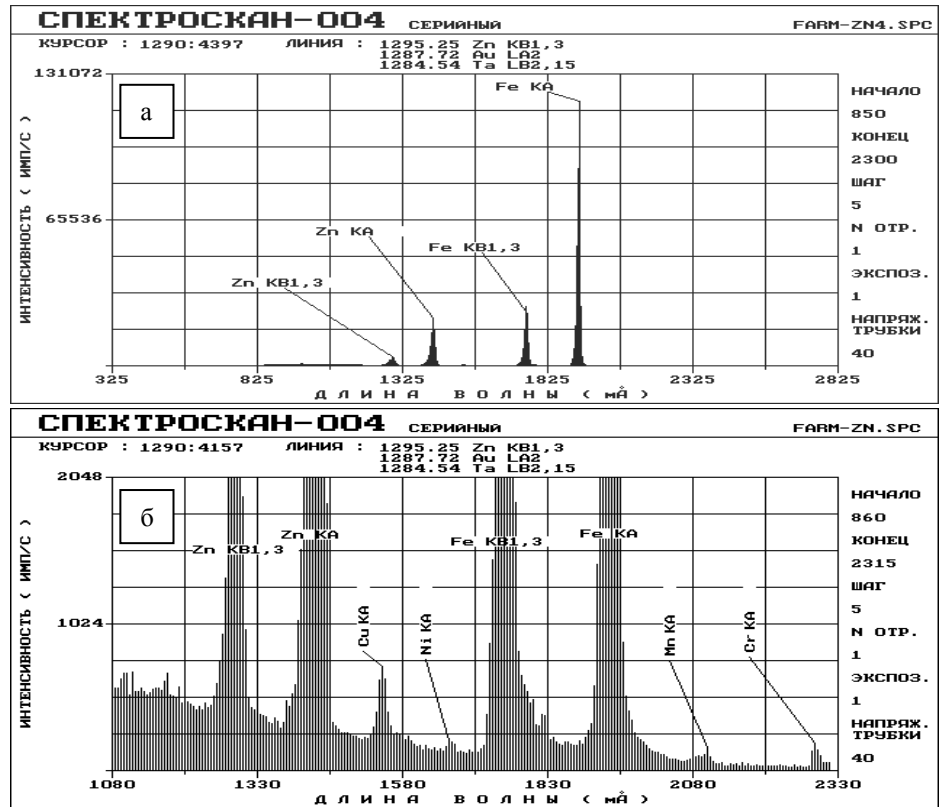 СПЕКТРОСКАН-004 СЕРИЙНЫЙ FARM-ZN4.SPC
КУРСОР : 1290:4397 ЛИНИЯ : 1295.25 Zn KB1,3
1287.72 Au LA2
1284.54 Ta LB2,15
131072
а
Fe KA
НАЧАЛО
850
КОНЕЦ
2300
ШАГ
5
65536
Zn KA
Fe KB1,3
N ОТР.
1
Zn KB1,3
ЭКСПОЗ.
1
НАПРЯЖ.
ТРУБКИ
40
ИНТЕНСИВНОСТЬ ( ИМП/С )
325 825 1325 1825 2325 2825
ДЛИНА ВОЛНЫ ( мÅ )
СПЕКТРОСКАН-004 СЕРИЙНЫЙ FARM-ZN.SPC
КУРСОР : 1290:4157 ЛИНИЯ : 1295.25 Zn KB1,3
1287.72 Au LA2
1284.54 Ta LB2,15
2048
б
Zn KB1,3
Zn KA
Fe KB1,3
Fe KA
НАЧАЛО
860
КОНЕЦ
2315
ШАГ
5
1024
Cu KA
Ni KA
Mn KA
Cr KA
N ОТР.
1
ЭКСПОЗ.
1
НАПРЯЖ.
ТРУБКИ
40
ИНТЕНСИВНОСТЬ ( ИМП/С )
1080 1330 1580 1830 2080 2330
ДЛИНА ВОЛНЫ ( мÅ )